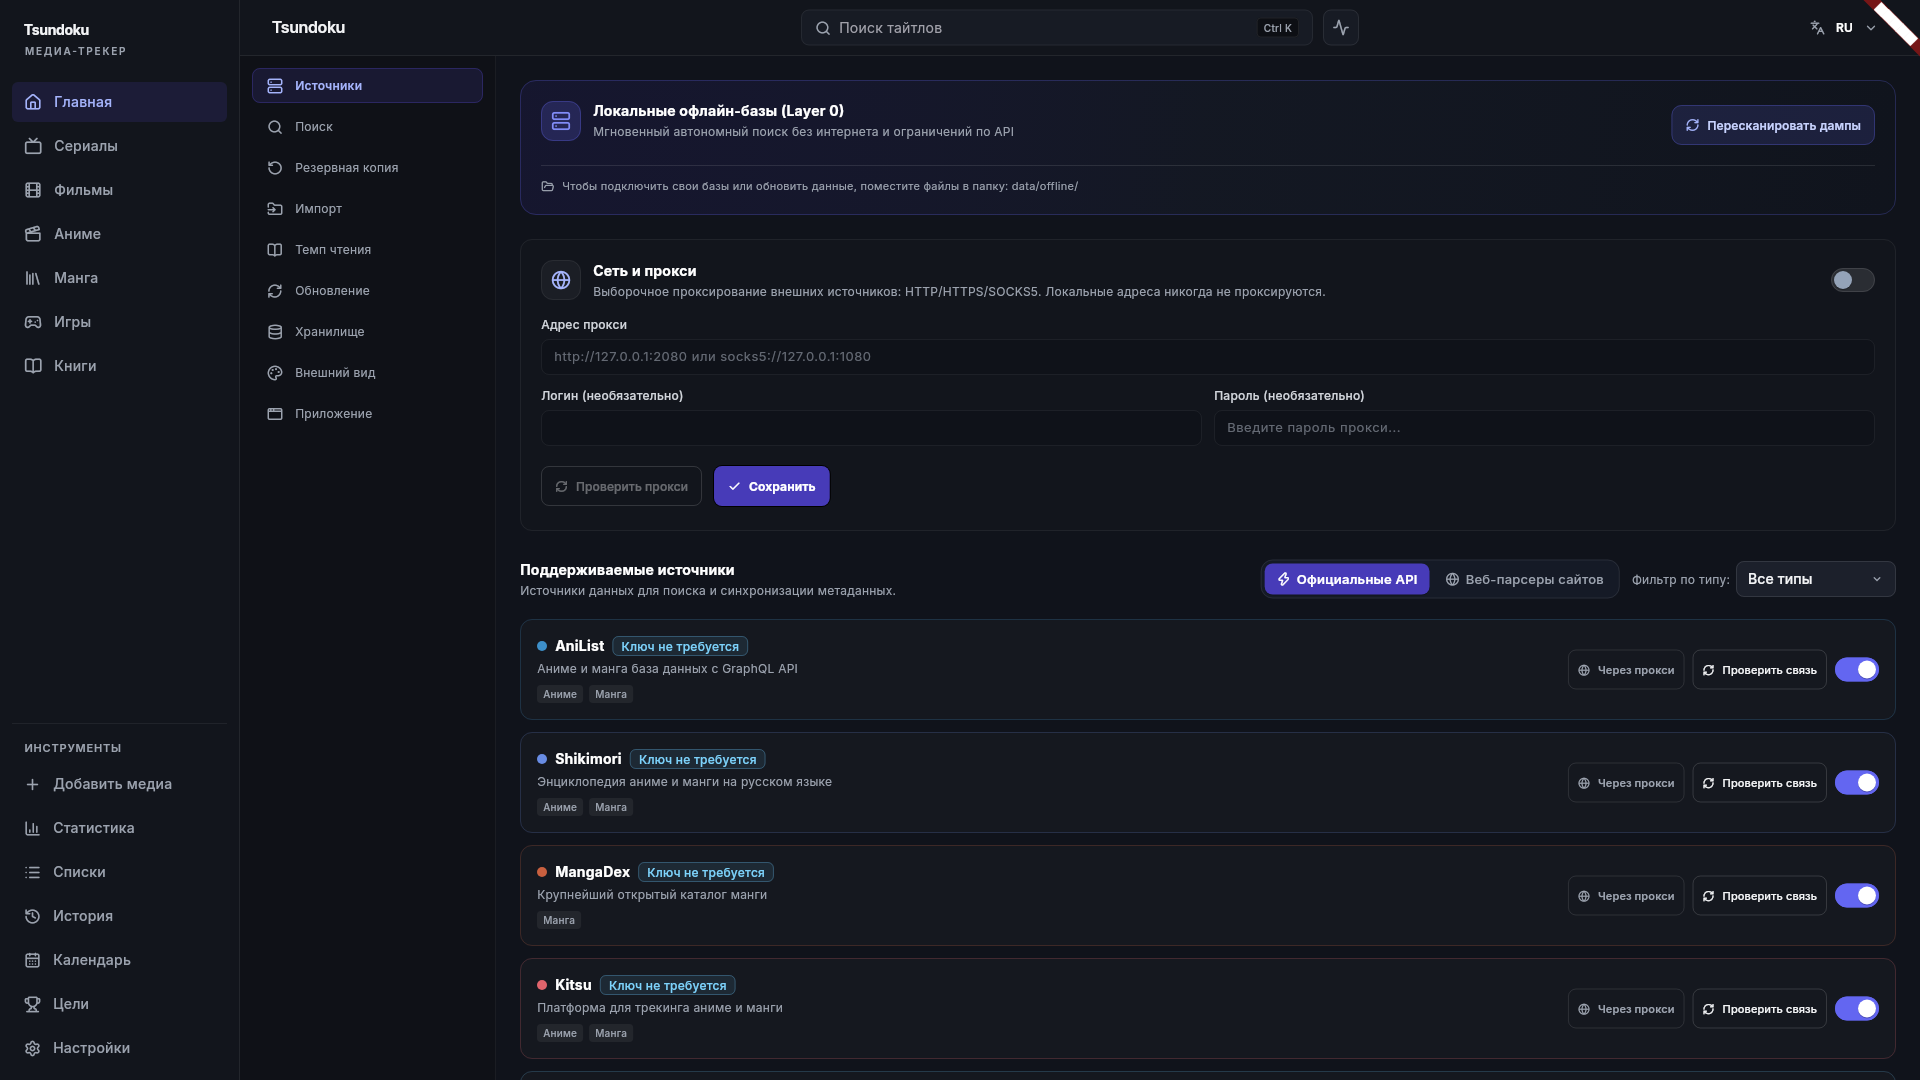 Tsundoku
МЕДИА-ТРЕКЕР
Главная
Сериалы
Фильмы
Аниме
Манга
Игры
Книги
ИНСТРУМЕНТЫ
Добавить медиа
Статистика
Списки
История
Календарь
Цели
Настройки
Tsundoku
Поиск тайтлов
Ctrl K
RU
Источники
Поиск
Резервная копия
Импорт
Темп чтения
Обновление
Хранилище
Внешний вид
Приложение
Локальные офлайн-базы (Layer 0)
Мгновенный автономный поиск без интернета и ограничений по API
Пересканировать дампы
Чтобы подключить свои базы или обновить данные, поместите файлы в папку: data/offline/
Сеть и прокси
Выборочное проксирование внешних источников: HTTP/HTTPS/SOCKS5. Локальные адреса никогда не проксируются.
Адрес прокси
http://127.0.0.1:2080 или socks5://127.0.0.1:1080
Логин (необязательно)
Пароль (необязательно)
Введите пароль прокси...
Проверить прокси
Сохранить
Поддерживаемые источники
Источники данных для поиска и синхронизации метаданных.
Официальные API
Веб-парсеры сайтов
Фильтр по типу:
Все типы
AniList
Ключ не требуется
Аниме и манга база данных с GraphQL API
Аниме
Манга
Через прокси
Проверить связь
Shikimori
Ключ не требуется
Энциклопедия аниме и манги на русском языке
Аниме
Манга
Через прокси
Проверить связь
MangaDex
Ключ не требуется
Крупнейший открытый каталог манги
Манга
Через прокси
Проверить связь
Kitsu
Ключ не требуется
Платформа для трекинга аниме и манги
Аниме
Манга
Через прокси
Проверить связь